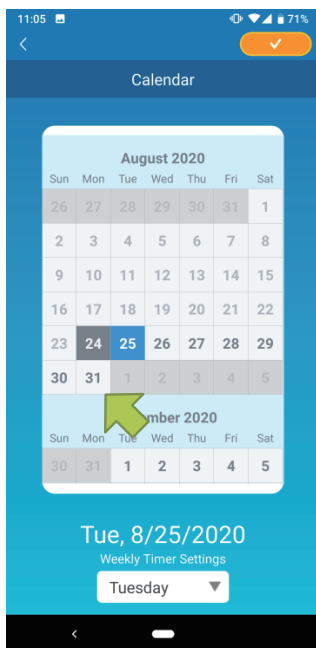 11:05 71%
Calendar
August 2020
Sun Mon Tue Wed Thu Fri Sat
26 27 28 29 30 31 1
2 3 4 5 6 7 8
9 10 11 12 13 14 15
16 17 18 19 20 21 22
23 24 25 26 27 28 29
30 31 1 2 3 4 5
mber 2020
Sun Mon Tue Wed Thu Fri Sat
30 31 1 2 3 4 5
Tue, 8/25/2020
Weekly Timer Settings
Tuesday